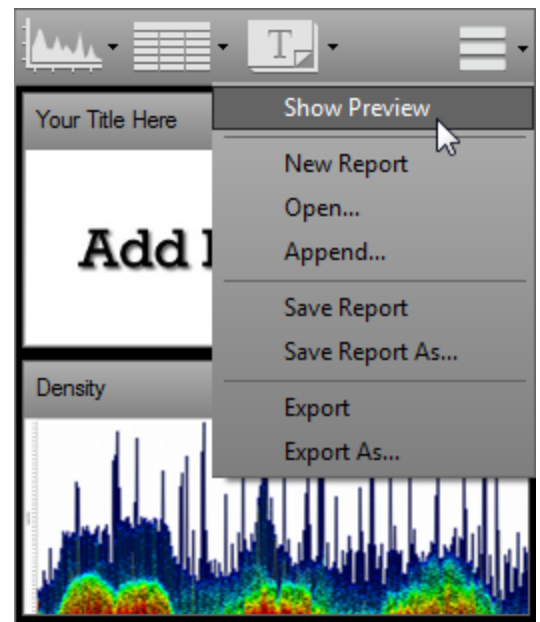 T
Your Title Here
Show Preview
Add
New Report
Open...
Append...
Save Report
Save Report As...
Density
Export
Export As...